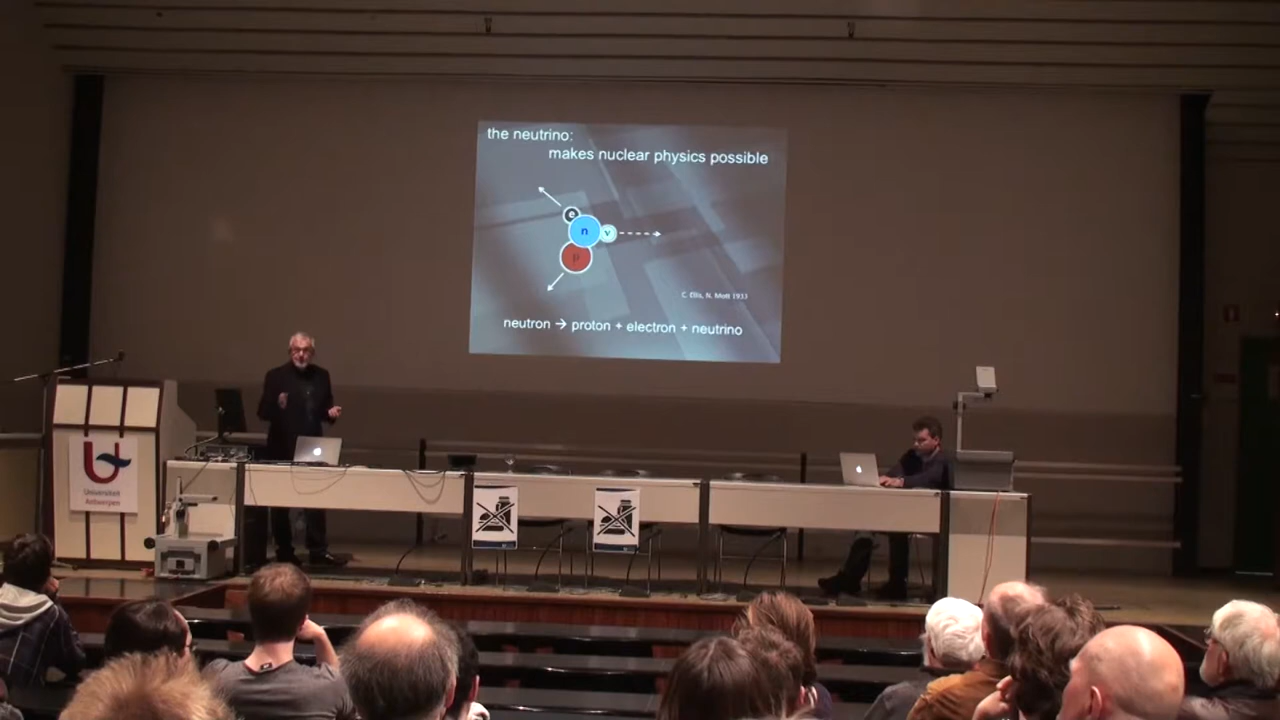 the neutrino:
makes nuclear physics possible
e
n
ν
p
C. Ellis, N. Mott 1933
neutron → proton + electron + neutrino
Universiteit
Antwerpen